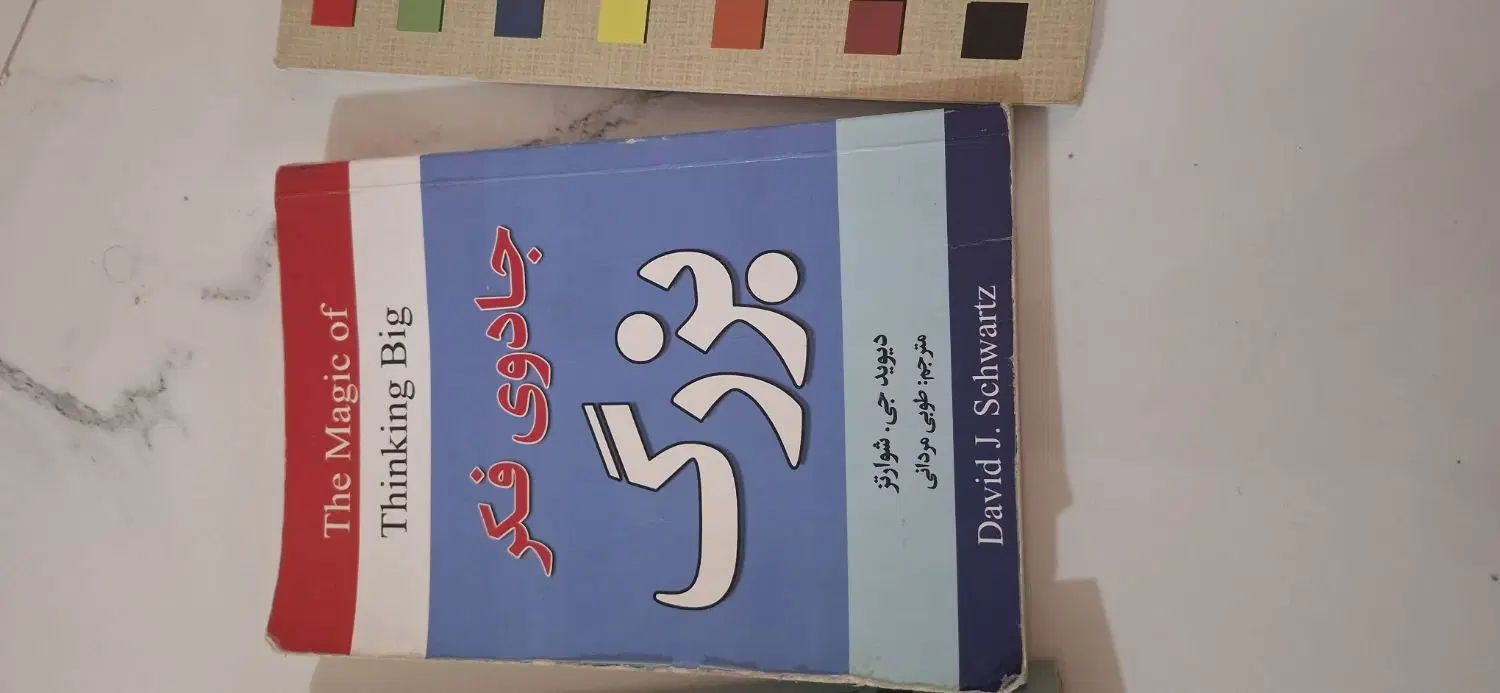 The Magic of
Thinking Big
جادوی فکر
بزرگ
دیوید جی. شوارتز
مترجم: طوبی مردانی
David J. Schwartz